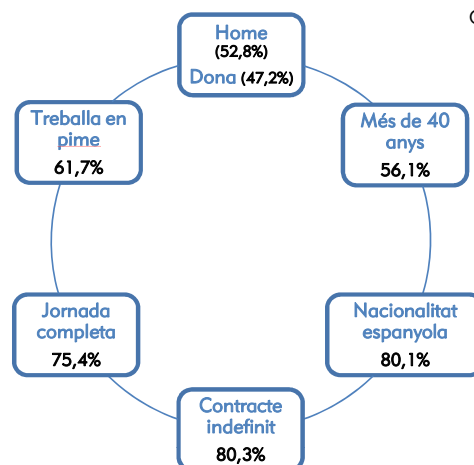 Home
(52,8%)
Dona (47,2%)
Més de 40
anys
56,1%
Nacionalitat
espanyola
80,1%
Contracte
indefinit
80,3%
Jornada
completa
75,4%
Treballa en
pime
61,7%